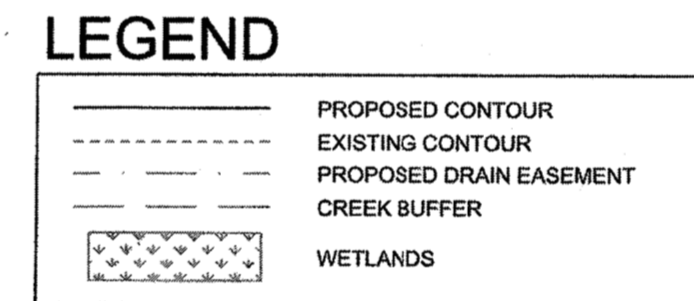 LEGEND
PROPOSED CONTOUR
EXISTING CONTOUR
PROPOSED DRAIN EASEMENT
CREEK BUFFER
WETLANDS